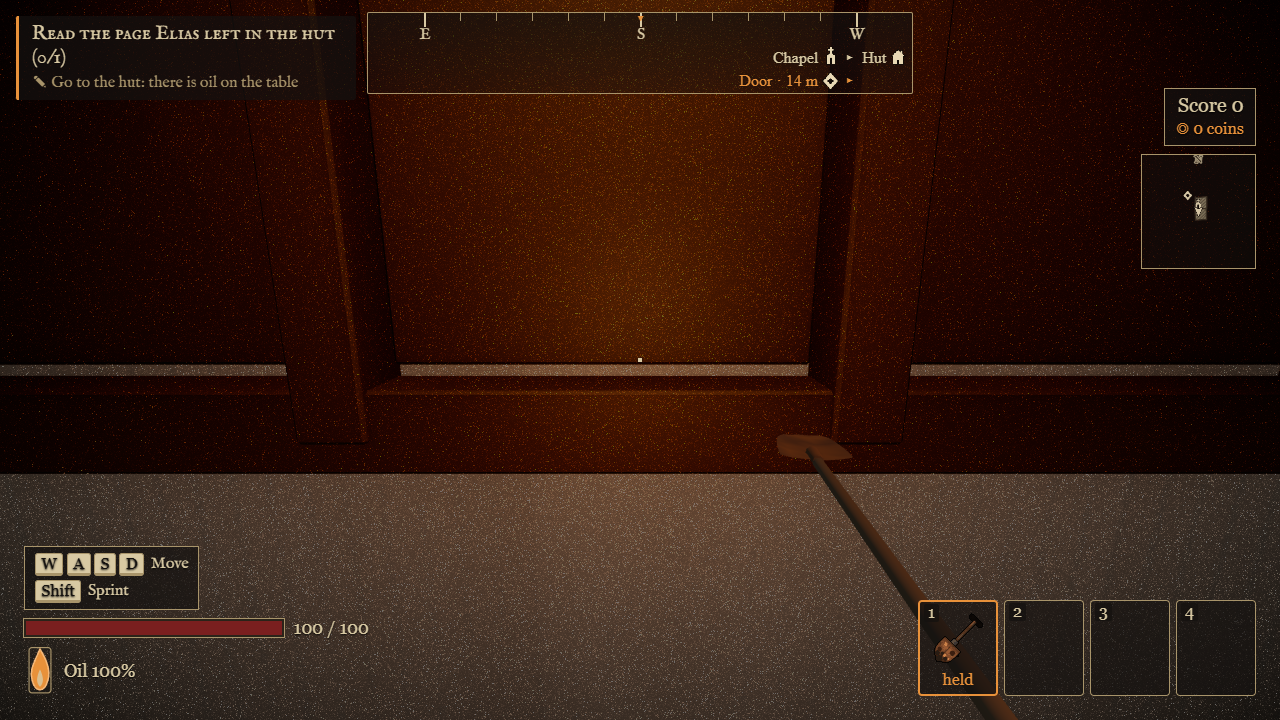 Read the page Elias left in the hut
(0/1)
Go to the hut: there is oil on the table
E S W
Chapel Hut
Door · 14 m
Score 0
0 coins
W A S D Move
Shift Sprint
100 / 100
Oil 100%
1 2 3 4
held